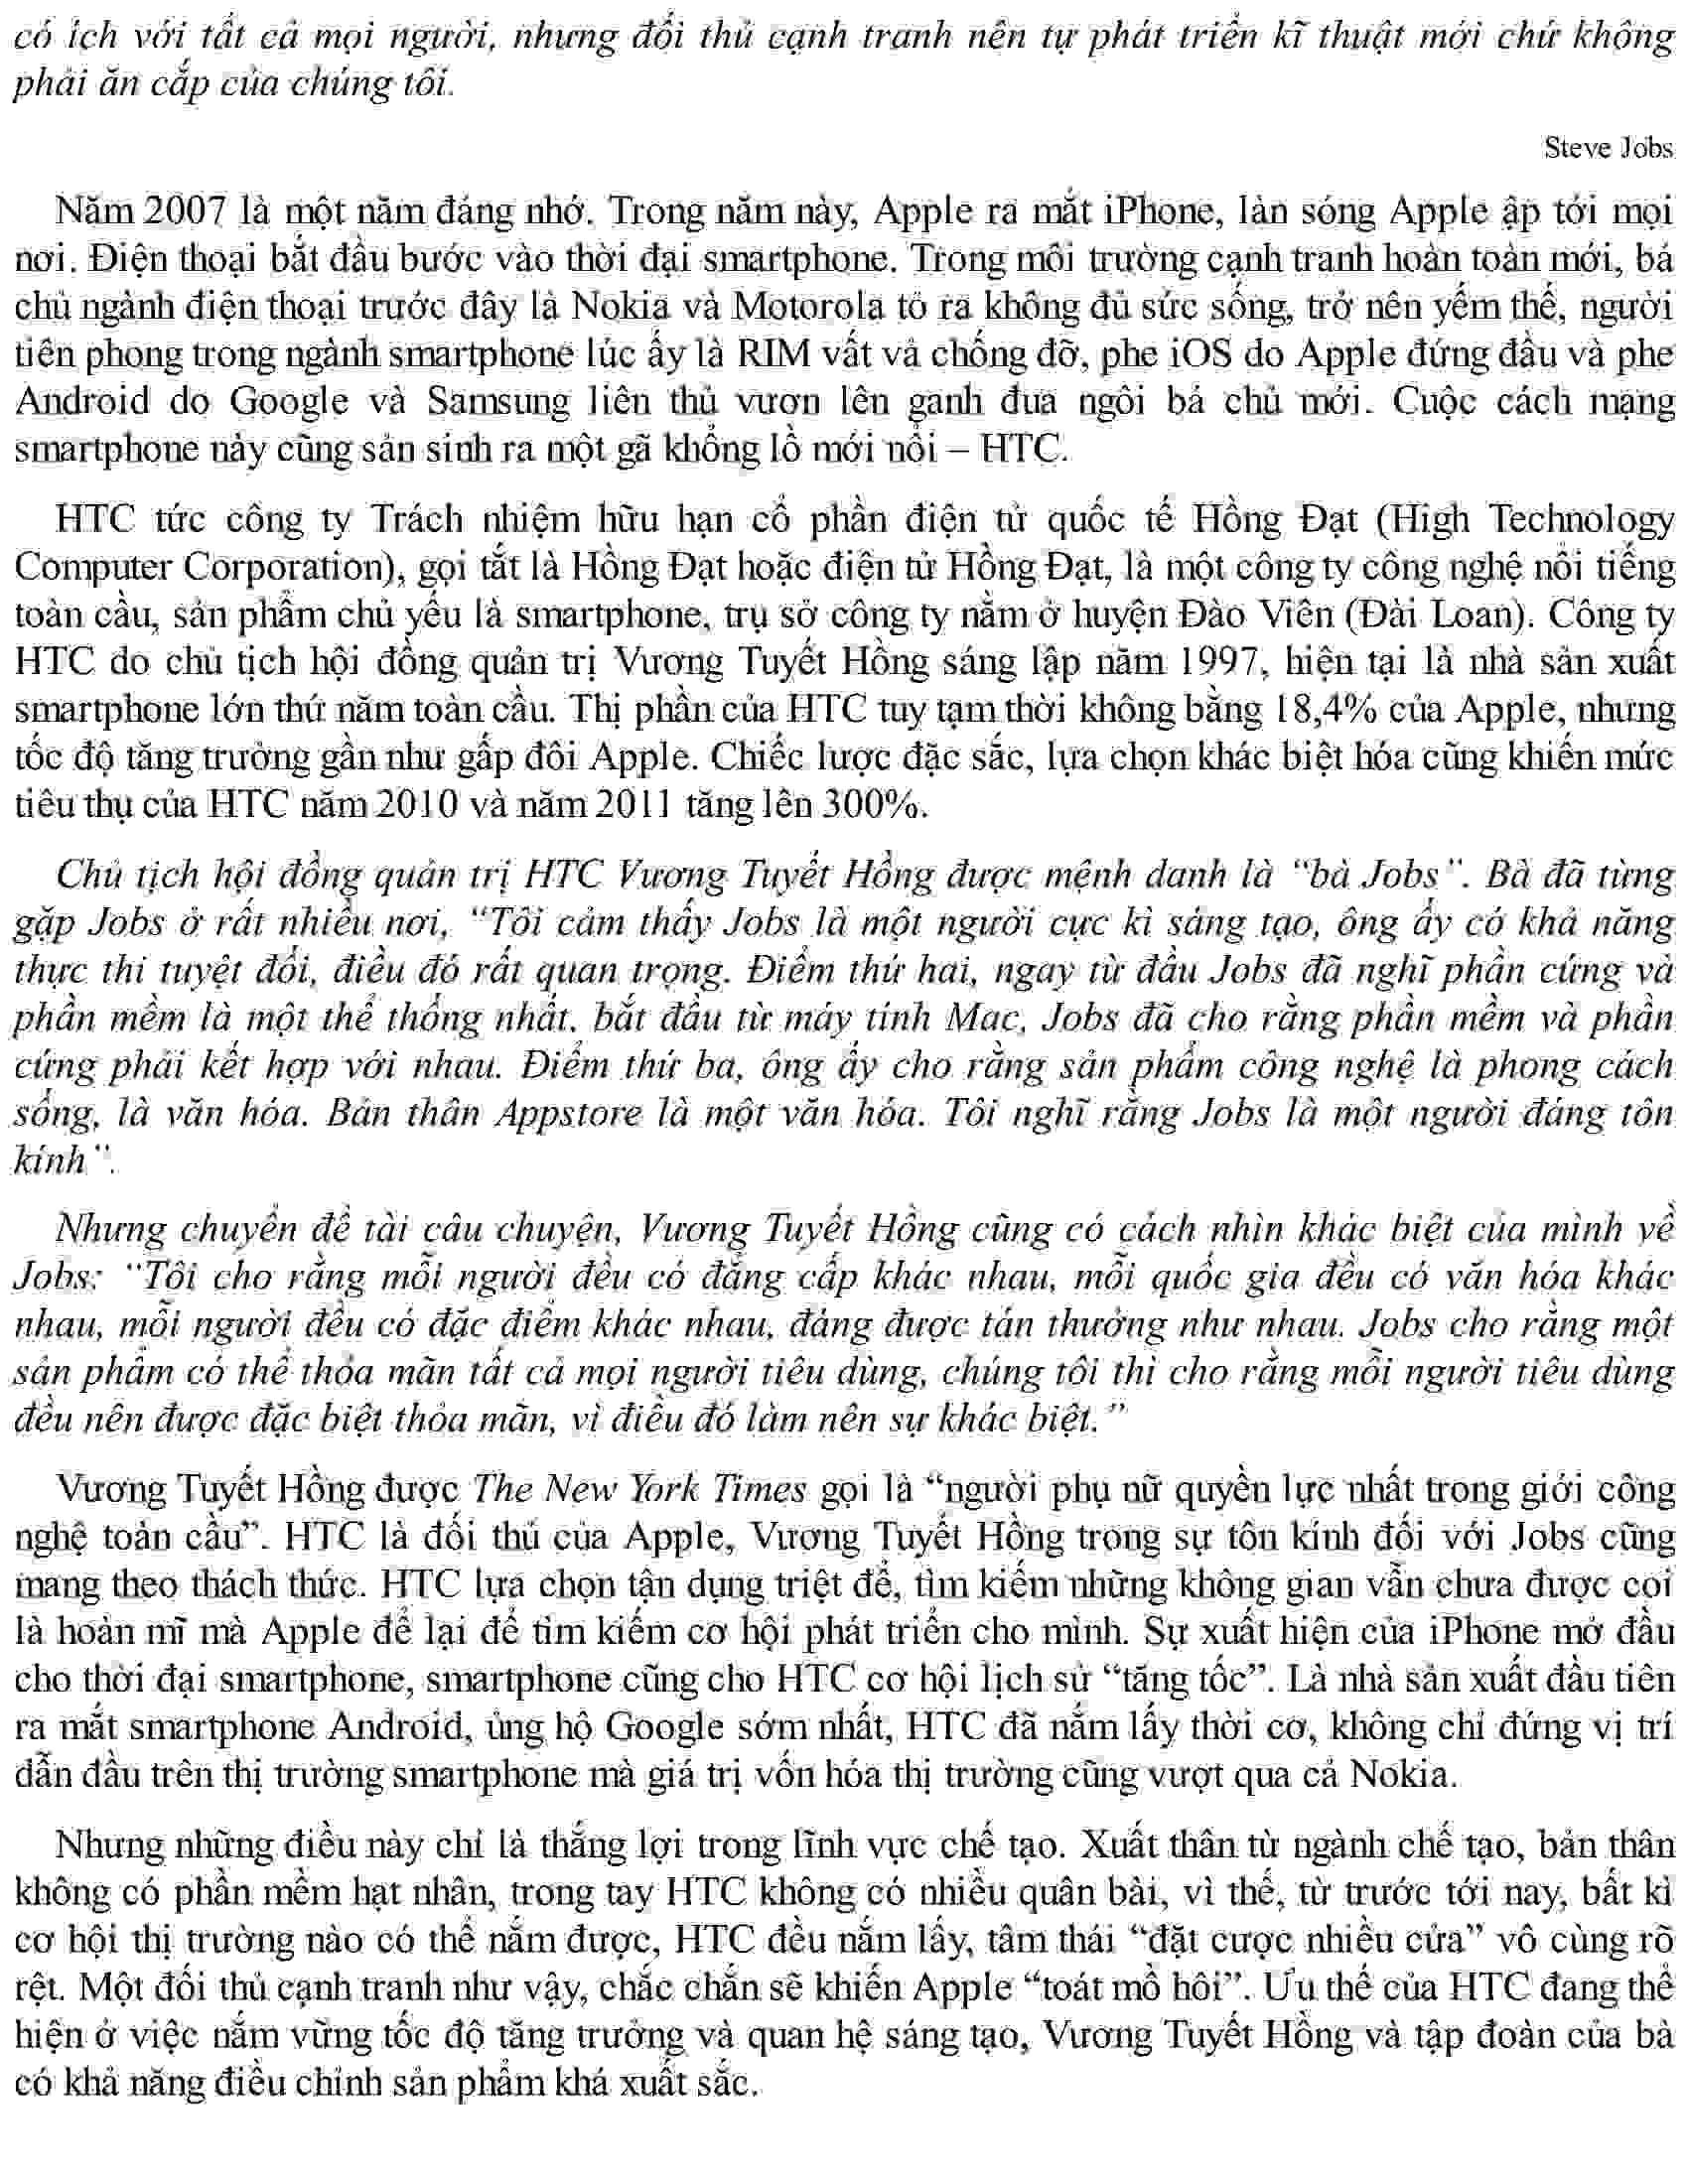 có ích với tất cả mọi người, nhưng đối thủ cạnh tranh nên tự phát triển kĩ thuật mới chứ không
phải ăn cắp của chúng tôi.
Steve Jobs
Năm 2007 là một năm đáng nhớ. Trong năm này, Apple ra mắt iPhone, làn sóng Apple ập tới mọi
nơi. Điện thoại bắt đầu bước vào thời đại smartphone. Trong môi trường cạnh tranh hoàn toàn mới, bá
chủ ngành điện thoại trước đây là Nokia và Motorola tỏ ra không đủ sức sống, trở nên yếm thế, người
tiên phong trong ngành smartphone lúc ấy là RIM vất vả chống đỡ, phe iOS do Apple đứng đầu và phe
Android do Google và Samsung liên thủ vươn lên ganh đua ngôi bá chủ mới. Cuộc cách mạng
smartphone này cũng sản sinh ra một gã khổng lồ mới nổi – HTC.
HTC tức công ty Trách nhiệm hữu hạn cổ phần điện tử quốc tế Hồng Đạt (High Technology
Computer Corporation), gọi tắt là Hồng Đạt hoặc điện tử Hồng Đạt, là một công ty công nghệ nổi tiếng
toàn cầu, sản phẩm chủ yếu là smartphone, trụ sở công ty nằm ở huyện Đào Viên (Đài Loan). Công ty
HTC do chủ tịch hội đồng quản trị Vương Tuyết Hồng sáng lập năm 1997, hiện tại là nhà sản xuất
smartphone lớn thứ năm toàn cầu. Thị phần của HTC tuy tạm thời không bằng 18,4% của Apple, nhưng
tốc độ tăng trưởng gần như gấp đôi Apple. Chiếc lược đặc sắc, lựa chọn khác biệt hóa cũng khiến mức
tiêu thụ của HTC năm 2010 và năm 2011 tăng lên 300%.
Chủ tịch hội đồng quản trị HTC Vương Tuyết Hồng được mệnh danh là “bà Jobs”. Bà đã từng
gặp Jobs ở rất nhiều nơi, “Tôi cảm thấy Jobs là một người cực kì sáng tạo, ông ấy có khả năng
thực thi tuyệt đối, điều đó rất quan trọng. Điểm thứ hai, ngay từ đầu Jobs đã nghĩ phần cứng và
phần mềm là một thể thống nhất, bắt đầu từ máy tính Mac, Jobs đã cho rằng phần mềm và phần
cứng phải kết hợp với nhau. Điểm thứ ba, ông ấy cho rằng sản phẩm công nghệ là phong cách
sống, là văn hóa. Bản thân Appstore là một văn hóa. Tôi nghĩ rằng Jobs là một người đáng tôn
kính”.
Nhưng chuyển đề tài câu chuyện, Vương Tuyết Hồng cũng có cách nhìn khác biệt của mình về
Jobs: “Tôi cho rằng mỗi người đều có đẳng cấp khác nhau, mỗi quốc gia đều có văn hóa khác
nhau, mỗi người đều có đặc điểm khác nhau, đáng được tán thưởng như nhau. Jobs cho rằng một
sản phẩm có thể thỏa mãn tất cả mọi người tiêu dùng, chúng tôi thì cho rằng mỗi người tiêu dùng
đều nên được đặc biệt thỏa mãn, vì điều đó làm nên sự khác biệt.”
Vương Tuyết Hồng được The New York Times gọi là “người phụ nữ quyền lực nhất trong giới công
nghệ toàn cầu”. HTC là đối thủ của Apple, Vương Tuyết Hồng trong sự tôn kính đối với Jobs cũng
mang theo thách thức. HTC lựa chọn tận dụng triệt để, tìm kiếm những không gian vẫn chưa được coi
là hoàn mĩ mà Apple để lại để tìm kiếm cơ hội phát triển cho mình. Sự xuất hiện của iPhone mở đầu
cho thời đại smartphone, smartphone cũng cho HTC cơ hội lịch sử “tăng tốc”. Là nhà sản xuất đầu tiên
ra mắt smartphone Android, ủng hộ Google sớm nhất, HTC đã nắm lấy thời cơ, không chỉ đứng vị trí
dẫn đầu trên thị trường smartphone mà giá trị vốn hóa thị trường cũng vượt qua cả Nokia.
Nhưng những điều này chỉ là thắng lợi trong lĩnh vực chế tạo. Xuất thân từ ngành chế tạo, bản thân
không có phần mềm hạt nhân, trong tay HTC không có nhiều quân bài, vì thế, từ trước tới nay, bất kì
cơ hội thị trường nào có thể nắm được, HTC đều nắm lấy, tâm thái “đặt cược nhiều cửa” vô cùng rõ
rệt. Một đối thủ cạnh tranh như vậy, chắc chắn sẽ khiến Apple “toát mồ hôi”. Ưu thế của HTC đang thể
hiện ở việc nắm vững tốc độ tăng trưởng và quan hệ sáng tạo, Vương Tuyết Hồng và tập đoàn của bà
có khả năng điều chỉnh sản phẩm khá xuất sắc.